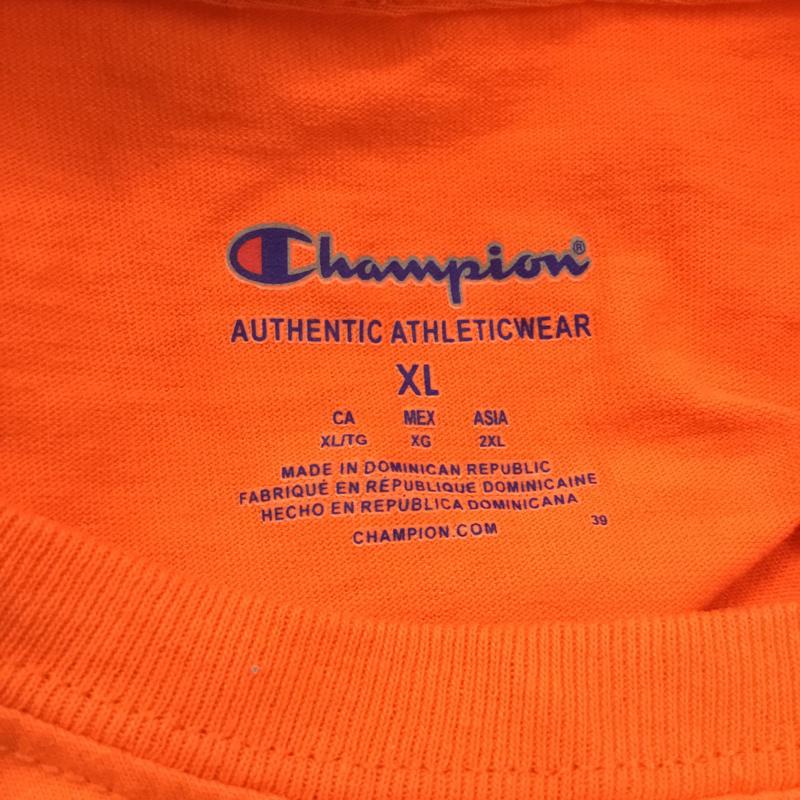 Champion®
AUTHENTIC ATHLETICWEAR
XL
CA MEX ASIA
XL/TG XG 2XL
MADE IN DOMINICAN REPUBLIC
FABRIQUÉ EN RÉPUBLIQUE DOMINICAINE
HECHO EN REPÚBLICA DOMINICANA
CHAMPION.COM
39